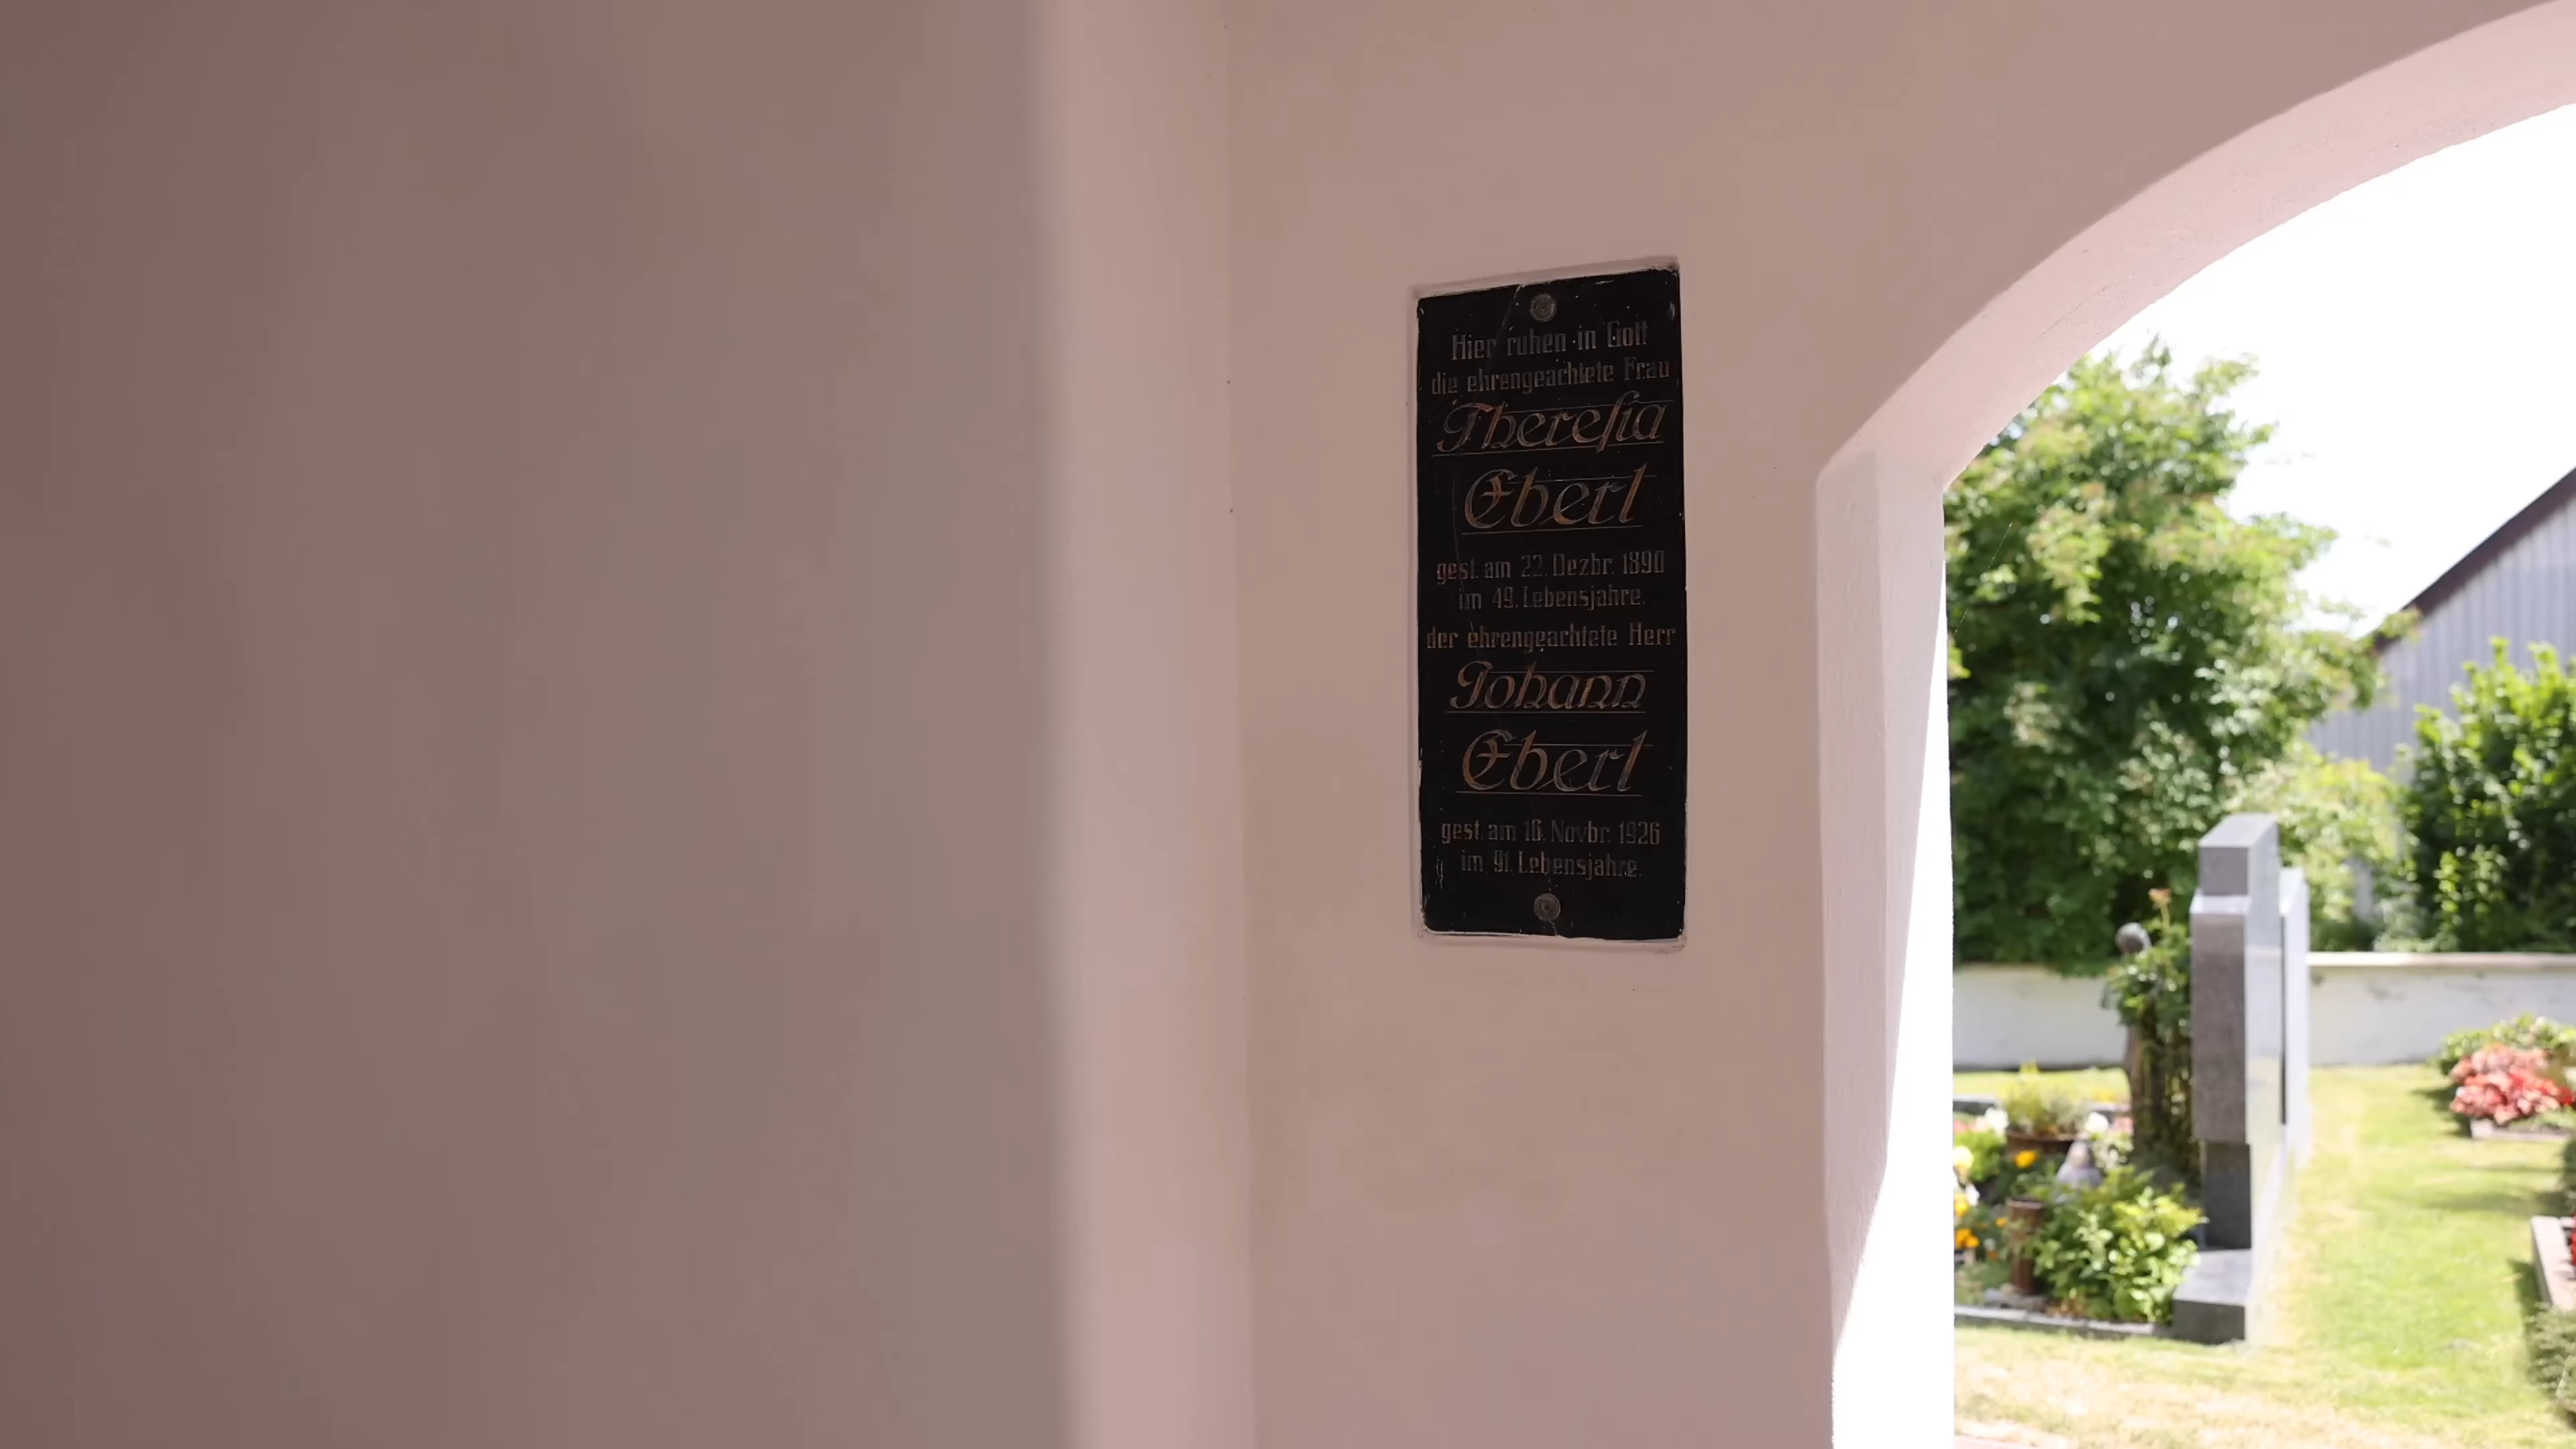 Hier ruhen in Gott
die ehrengeachtete Frau
Thereſia
Eberl
gest. am 22. Dezbr. 1890
im 49. Lebensjahre.
der ehrengeachtete Herr
Johann
Eberl
gest. am 16. Novbr. 1926
im 91. Lebensjahre.